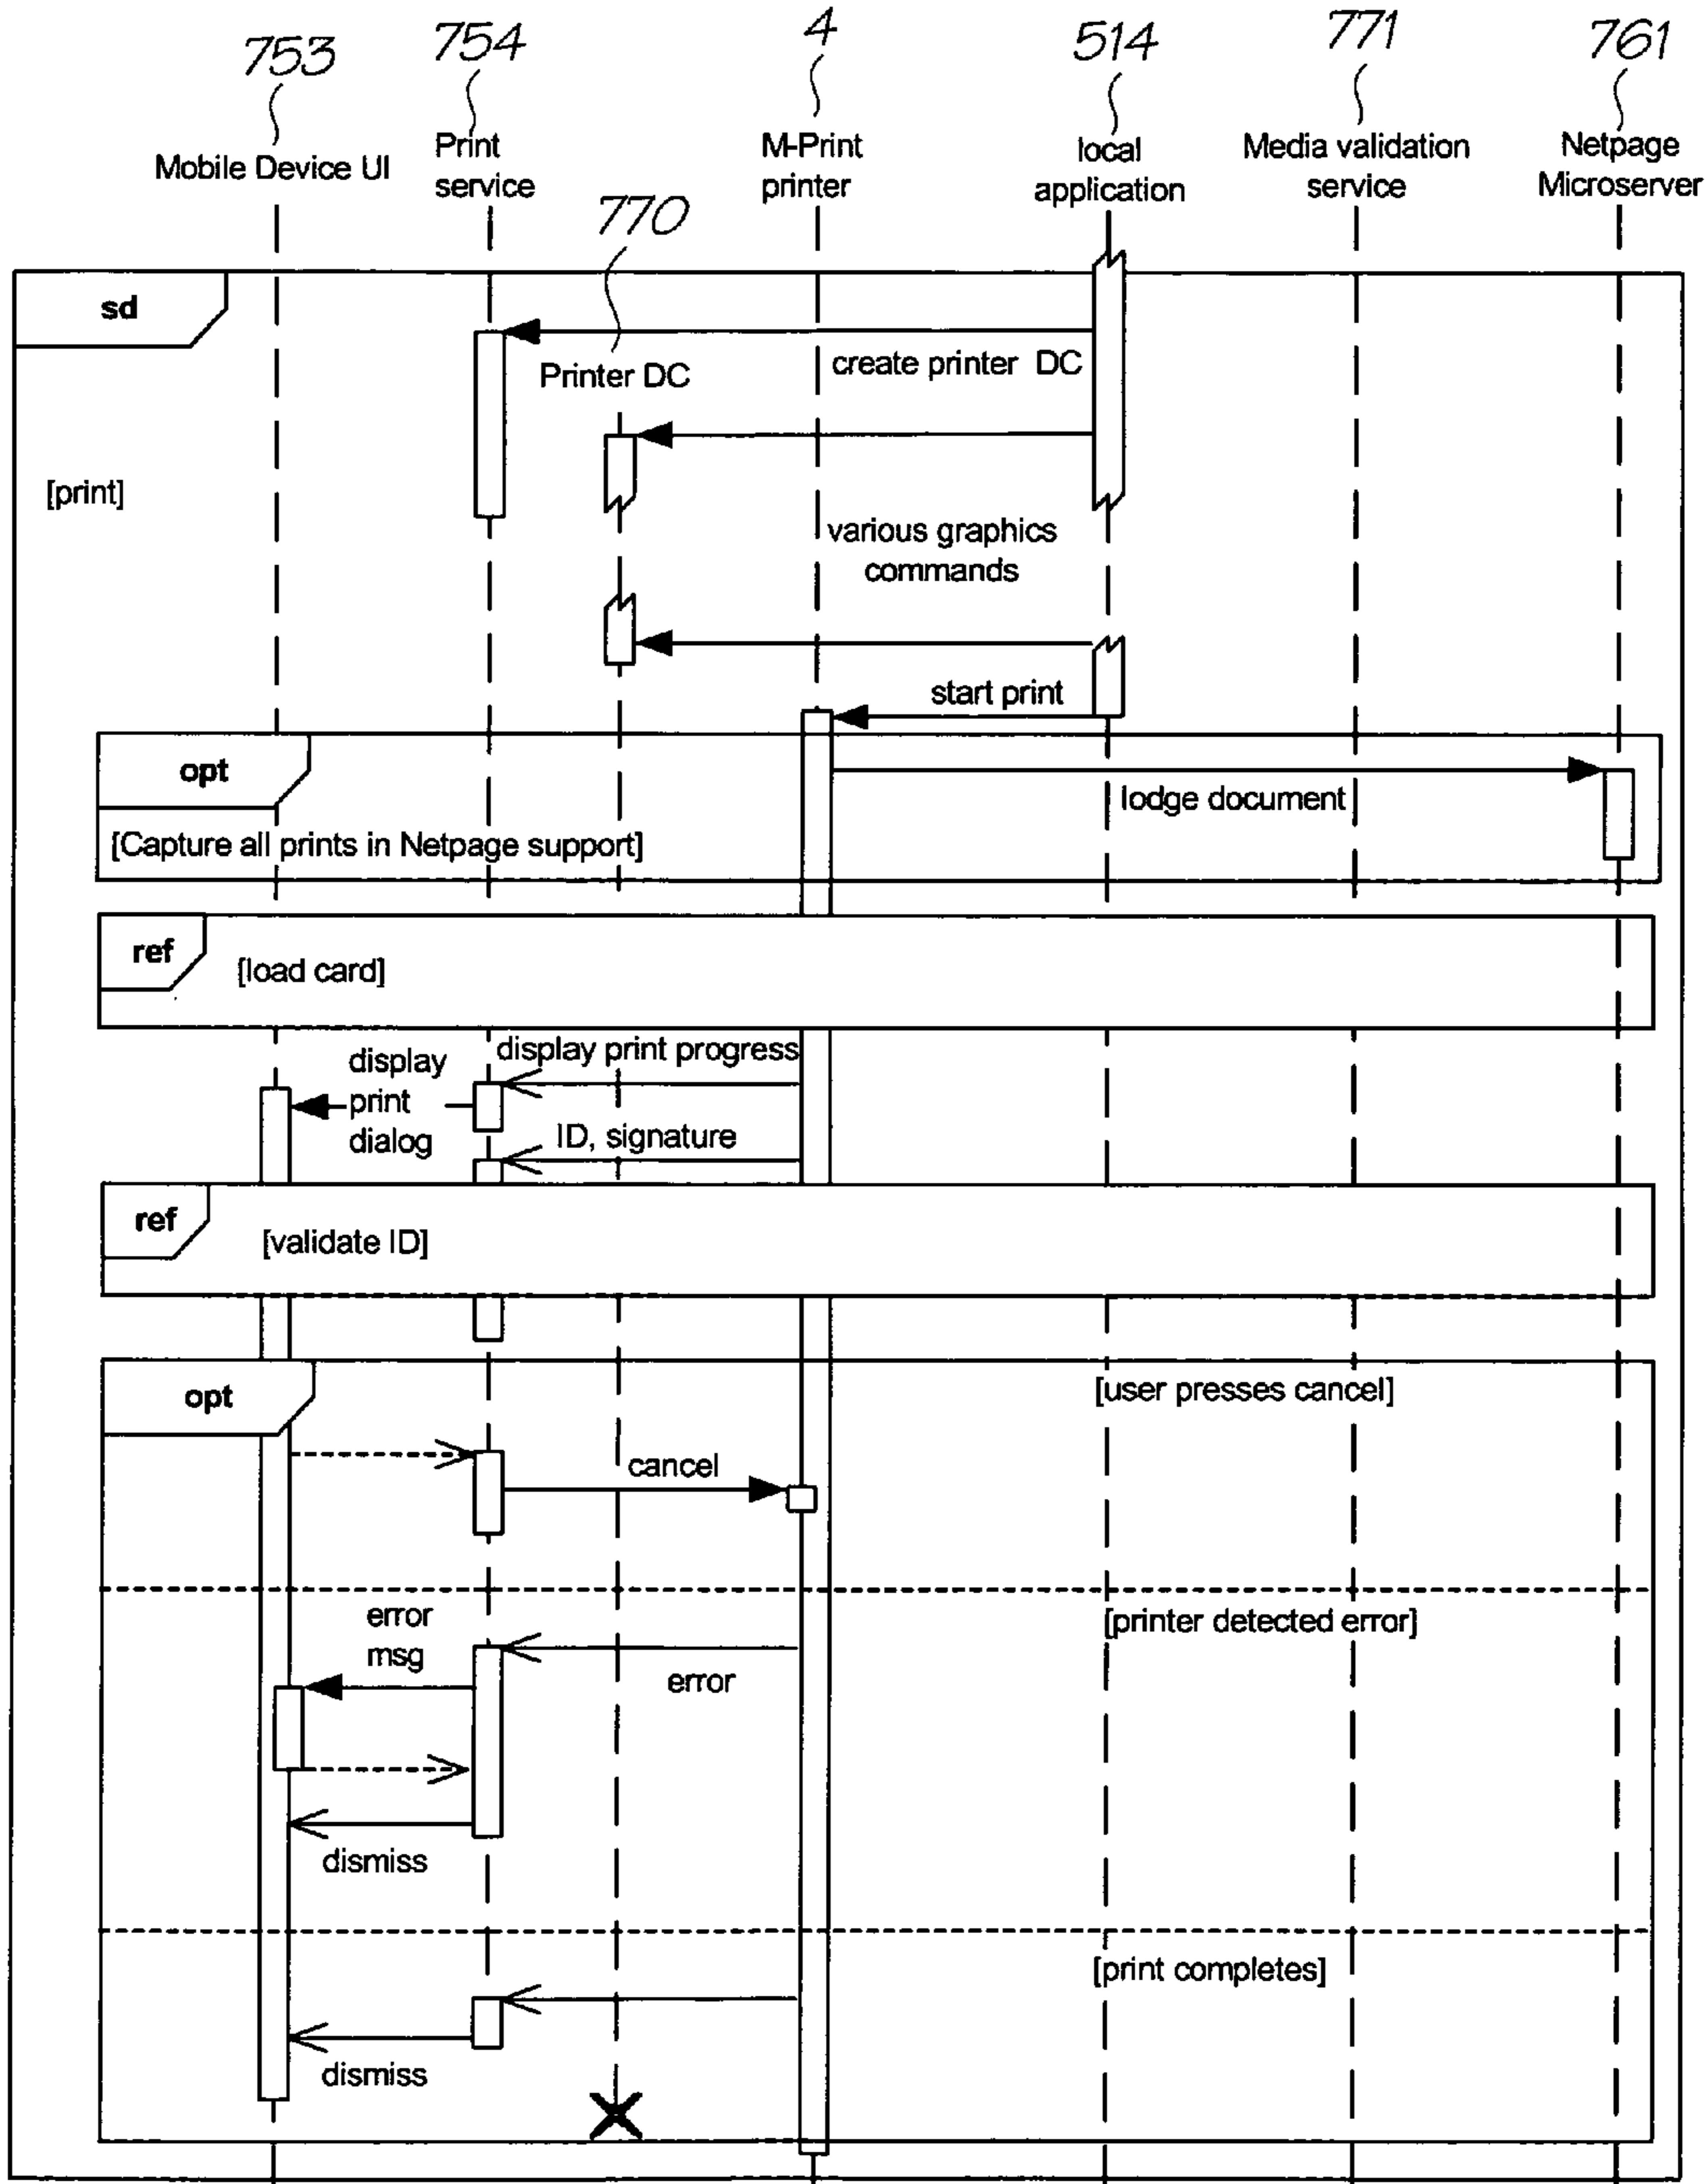 753
754
4
514
771
761
Mobile Device UI
Print
service
M-Print
printer
local
application
Media validation
service
Netpage
Microserver
770
sd
Printer DC
create printer DC
[print]
various graphics
commands
start print
opt
lodge document
[Capture all prints in Netpage support]
ref
[load card]
display
print
dialog
display print progress
ID, signature
ref
[validate ID]
opt
[user presses cancel]
cancel
[printer detected error]
error
msg
error
dismiss
[print completes]
dismiss